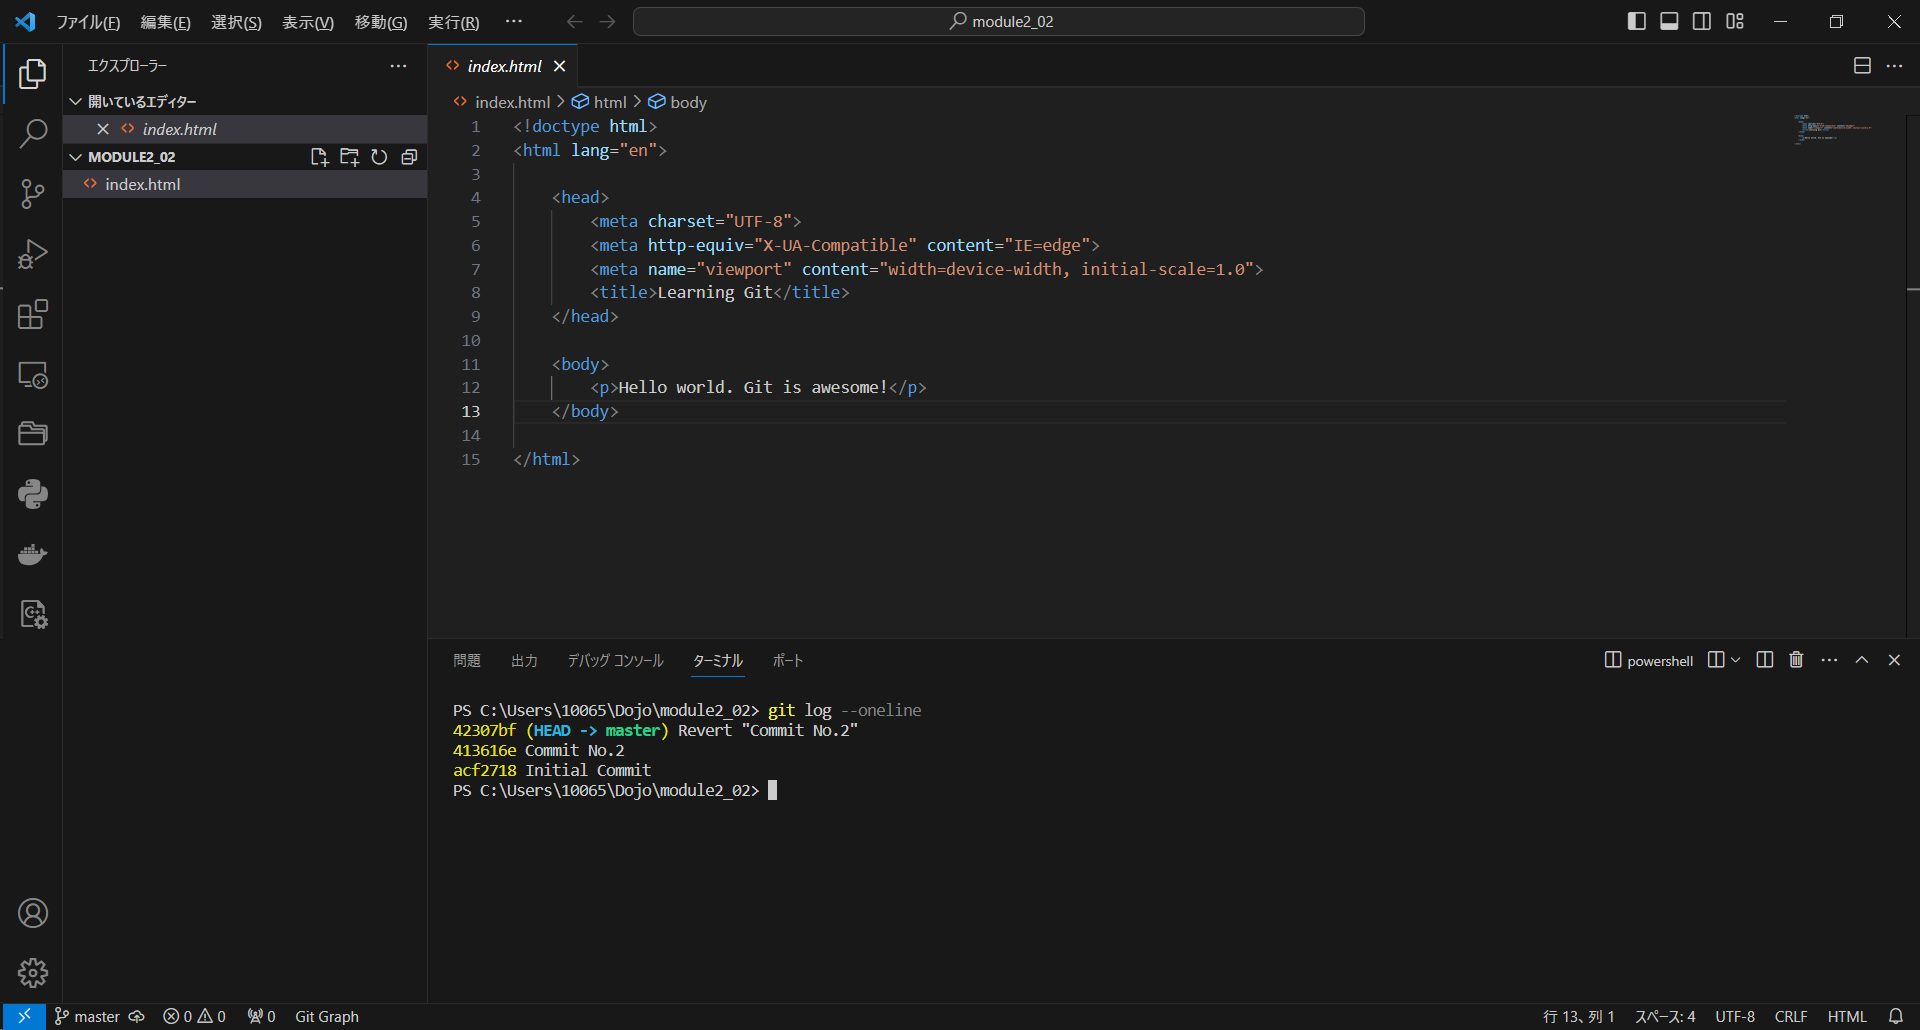 ファイル(F) 編集(E) 選択(S) 表示(V) 移動(G) 実行(R) ··· module2_02
エクスプローラー
開いているエディター
index.html
MODULE2_02
index.html
index.html
index.html > html > body
1 <!doctype html>
2 <html lang="en">
3
4 <head>
5 <meta charset="UTF-8">
6 <meta http-equiv="X-UA-Compatible" content="IE=edge">
7 <meta name="viewport" content="width=device-width, initial-scale=1.0">
8 <title>Learning Git</title>
9 </head>
10
11 <body>
12 <p>Hello world. Git is awesome!</p>
13 </body>
14
15 </html>
問題 出力 デバッグ コンソール ターミナル ポート powershell
PS C:\Users\10065\Dojo\module2_02> git log --oneline
42307bf (HEAD -> master) Revert "Commit No.2"
413616e Commit No.2
acf2718 Initial Commit
PS C:\Users\10065\Dojo\module2_02>
master 0 0 0 Git Graph 行 13、列 1 スペース: 4 UTF-8 CRLF HTML